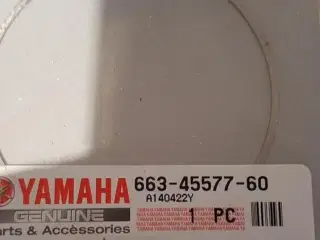 YAMAHA 663-45577-60
A140422Y
GENUINE 1 PC
Parts & Accessories